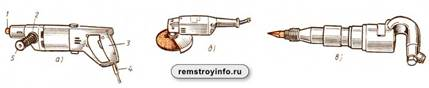 1 2 3 4 5 а) б) в)
remstroyinfo.ru